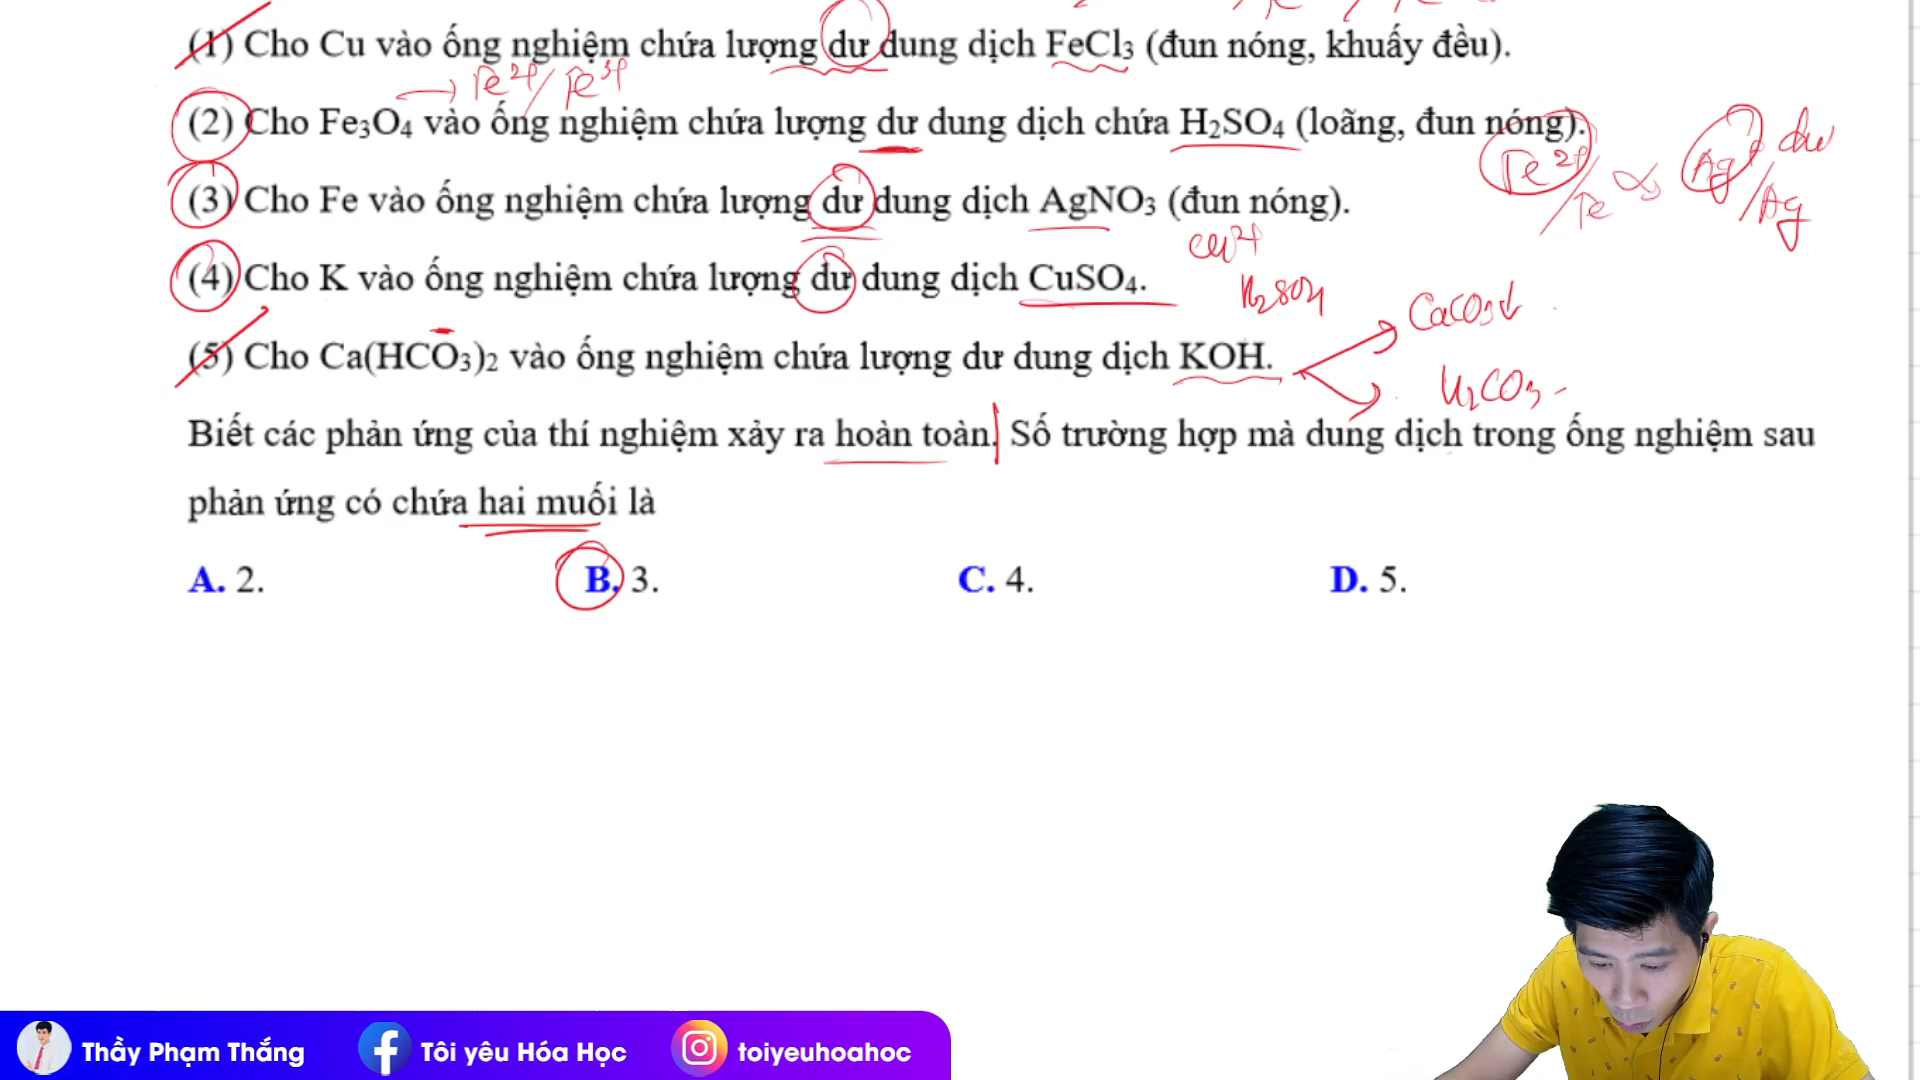 (1) Cho Cu vào ống nghiệm chứa lượng dư dung dịch FeCl₃ (đun nóng, khuấy đều).
→ Fe²⁺/Fe³⁺
(2) Cho Fe₃O₄ vào ống nghiệm chứa lượng dư dung dịch chứa H₂SO₄ (loãng, đun nóng).
Fe²⁺/Fe Ag⁺/Ag dư
(3) Cho Fe vào ống nghiệm chứa lượng dư dung dịch AgNO₃ (đun nóng).
Cu²⁺
(4) Cho K vào ống nghiệm chứa lượng dư dung dịch CuSO₄.
K₂SO₄
CaCO₃↓
(5) Cho Ca(HCO₃)₂ vào ống nghiệm chứa lượng dư dung dịch KOH.
K₂CO₃
Biết các phản ứng của thí nghiệm xảy ra hoàn toàn. Số trường hợp mà dung dịch trong ống nghiệm sau
phản ứng có chứa hai muối là
A. 2. B. 3. C. 4. D. 5.
Thầy Phạm Thắng Tôi yêu Hóa Học toiyeuhoahoc